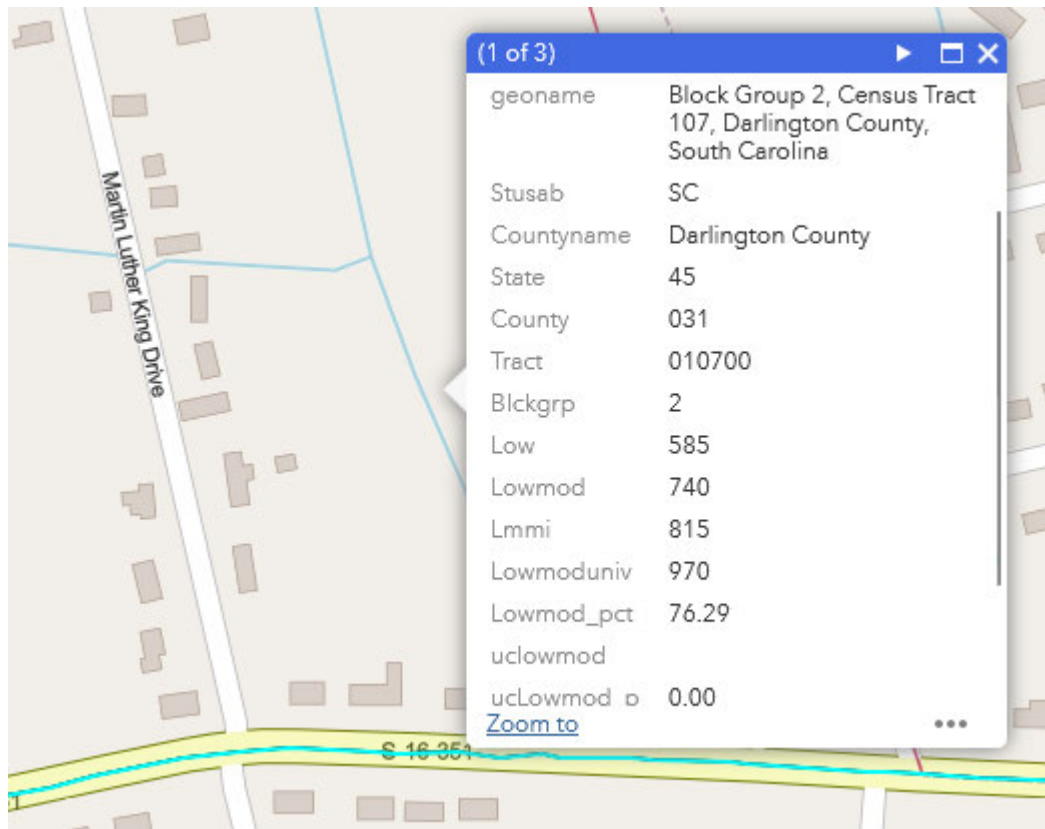 (1 of 3)
geoname Block Group 2, Census Tract
107, Darlington County,
South Carolina
Stusab SC
Countyname Darlington County
State 45
County 031
Tract 010700
Blckgrp 2
Low 585
Lowmod 740
Lmmi 815
Lowmoduniv 970
Lowmod_pct 76.29
uclowmod
ucLowmod_p 0.00
Zoom to
Martin Luther King Drive
S 16 351